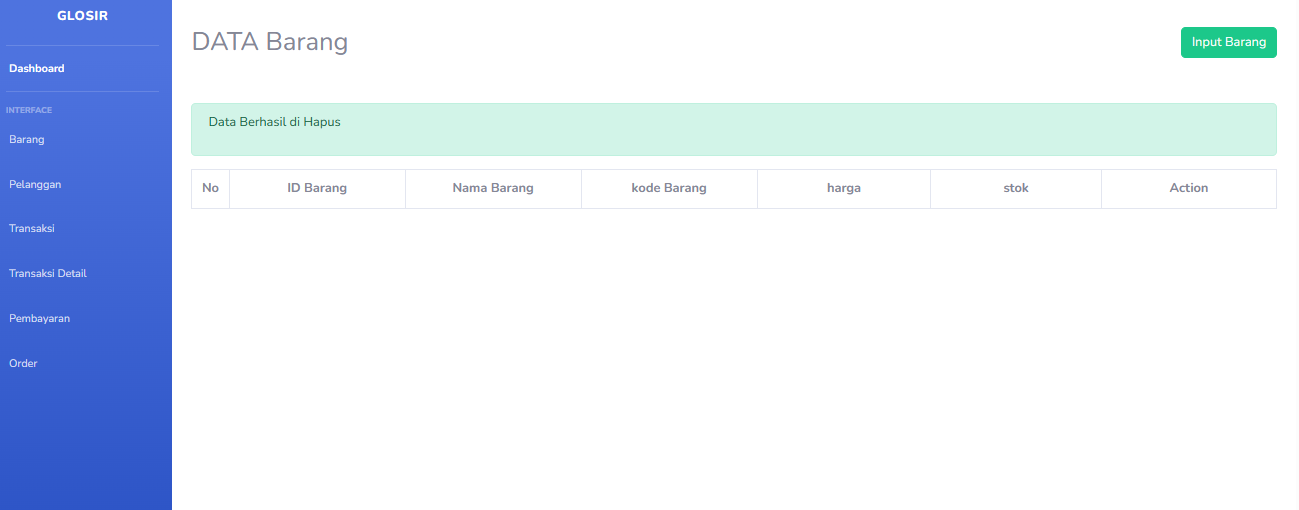 GLOSIR
Dashboard
INTERFACE
Barang
Pelanggan
Transaksi
Transaksi Detail
Pembayaran
Order
DATA Barang
Input Barang
Data Berhasil di Hapus
No ID Barang Nama Barang kode Barang harga stok Action